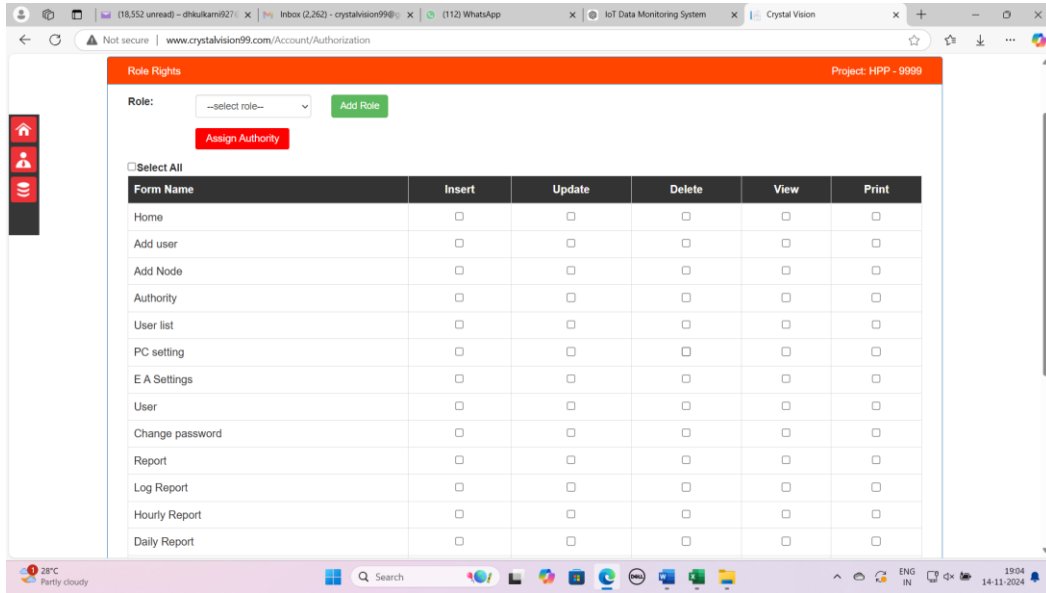 (18,552 unread) – dhkulkarni927 Inbox (2,262) - crystalvision99@g (112) WhatsApp IoT Data Monitoring System Crystal Vision
Not secure www.crystalvision99.com/Account/Authorization
Role Rights Project: HPP - 9999
Role: --select role-- Add Role
Assign Authority
Select All
Form Name Insert Update Delete View Print
Home
Add user
Add Node
Authority
User list
PC setting
E A Settings
User
Change password
Report
Log Report
Hourly Report
Daily Report
1 28°C ENG 19:04
Partly cloudy Search DELL IN 14-11-2024